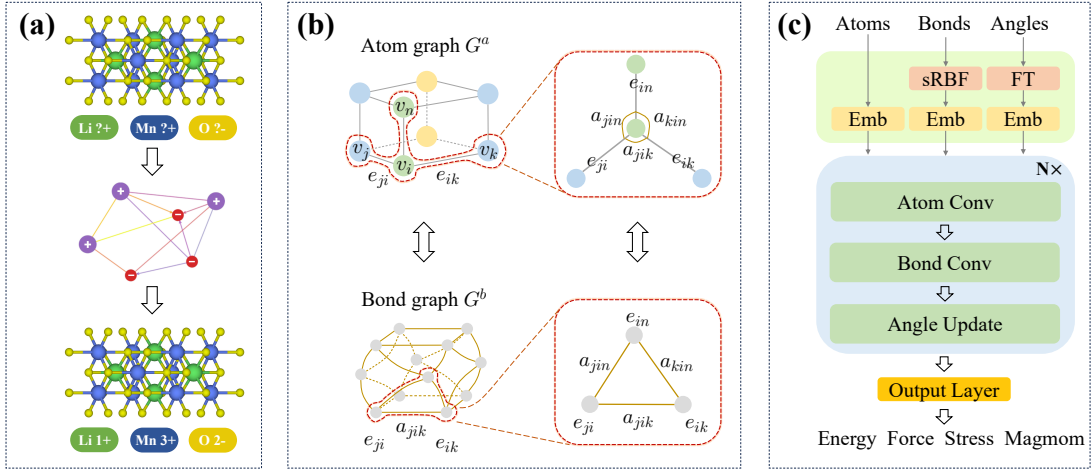 (a)
Li ?+ Mn ?+ O ?-
+
+
-
+
-
-
Li 1+ Mn 3+ O 2-
(b)
Atom graph G^a
v_n
v_j
v_i
v_k
e_ji
e_ik
e_in
a_jin
a_kin
a_jik
e_ji
e_ik
Bond graph G^b
a_jik
e_ji
e_ik
e_in
a_jin
a_kin
e_ji
a_jik
e_ik
(c)
Atoms Bonds Angles
sRBF FT
Emb Emb Emb
N×
Atom Conv
Bond Conv
Angle Update
Output Layer
Energy Force Stress Magmom